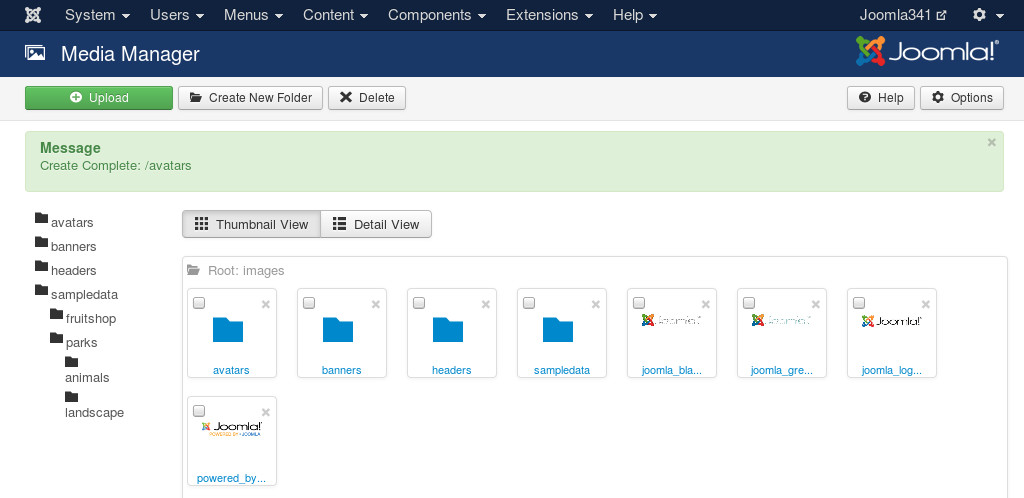 System Users Menus Content Components Extensions Help Joomla341
Media Manager Joomla!®
Upload Create New Folder Delete Help Options
Message
Create Complete: /avatars
avatars
banners
headers
sampledata
fruitshop
parks
animals
landscape
Thumbnail View Detail View
Root: images
Joomla! Joomla! Joomla!
avatars banners headers sampledata joomla_bla... joomla_gre... joomla_log...
Joomla!
POWERED BY JOOMLA
powered_by...